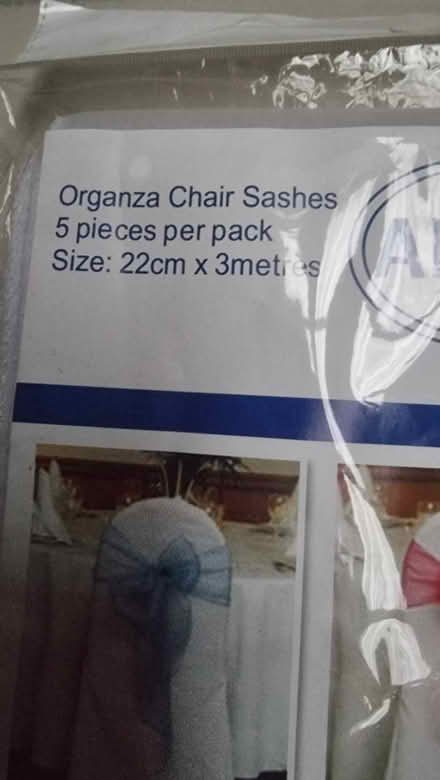 Organza Chair Sashes
5 pieces per pack
Size: 22cm x 3metres